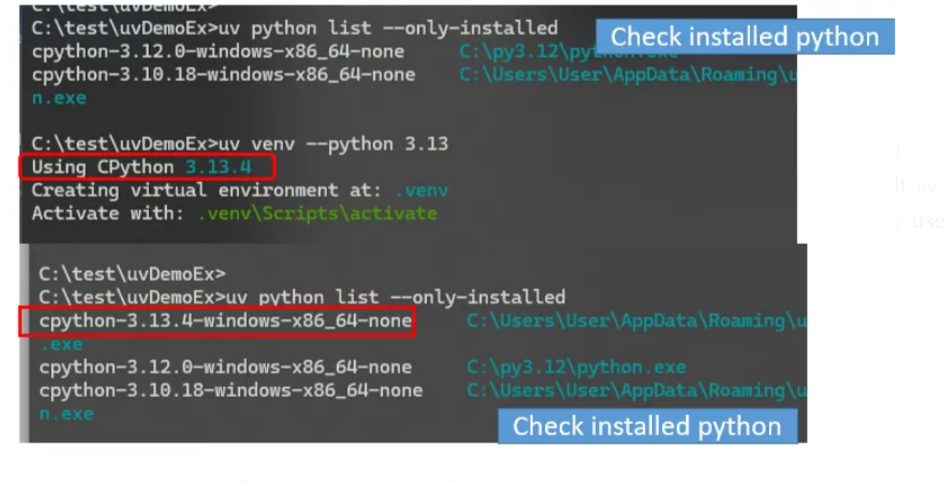 C:\test\uvDemoEx>
C:\test\uvDemoEx>uv python list --only-installed
Check installed python
cpython-3.12.0-windows-x86_64-none C:\py3.12\python.exe
cpython-3.10.18-windows-x86_64-none C:\Users\User\AppData\Roaming\u
n.exe
C:\test\uvDemoEx>uv venv --python 3.13
Using CPython 3.13.4
Creating virtual environment at: .venv
Activate with: .venv\Scripts\activate
uv
use
C:\test\uvDemoEx>
C:\test\uvDemoEx>uv python list --only-installed
cpython-3.13.4-windows-x86_64-none C:\Users\User\AppData\Roaming\u
.exe
cpython-3.12.0-windows-x86_64-none C:\py3.12\python.exe
cpython-3.10.18-windows-x86_64-none C:\Users\User\AppData\Roaming\u
n.exe
Check installed python